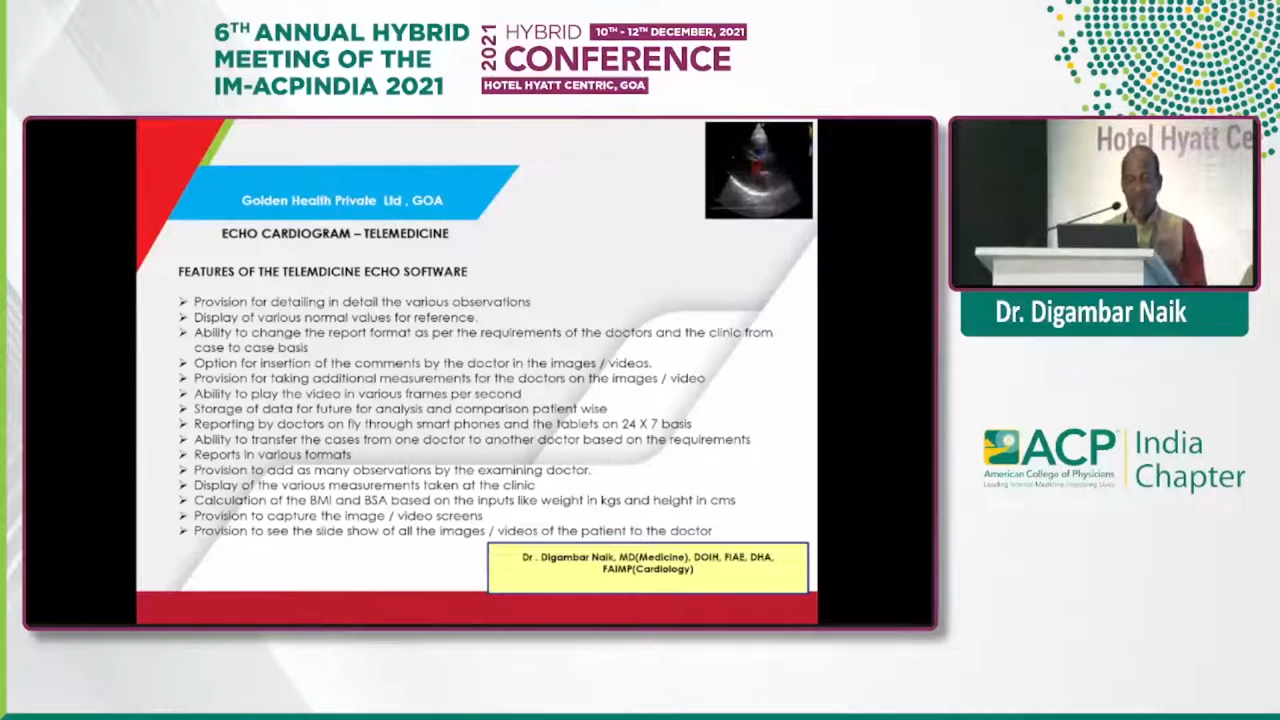 6TH ANNUAL HYBRID
MEETING OF THE
IM-ACPINDIA 2021
2021
HYBRID
10TH - 12TH DECEMBER, 2021
CONFERENCE
HOTEL HYATT CENTRIC, GOA
Golden Health Private Ltd , GOA
ECHO CARDIOGRAM – TELEMEDICINE
FEATURES OF THE TELEMDICINE ECHO SOFTWARE
➢ Provision for detailing in detail the various observations
➢ Display of various normal values for reference.
➢ Ability to change the report format as per the requirements of the doctors and the clinic from
case to case basis
➢ Option for insertion of the comments by the doctor in the images / videos.
➢ Provision for taking additional measurements for the doctors on the images / video
➢ Ability to play the video in various frames per second
➢ Storage of data for future for analysis and comparison patient wise
➢ Reporting by doctors on fly through smart phones and the tablets on 24 X 7 basis
➢ Ability to transfer the cases from one doctor to another doctor based on the requirements
➢ Reports in various formats
➢ Provision to add as many observations by the examining doctor.
➢ Display of the various measurements taken at the clinic
➢ Calculation of the BMI and BSA based on the inputs like weight in kgs and height in cms
➢ Provision to capture the image / video screens
➢ Provision to see the slide show of all the images / videos of the patient to the doctor
Dr . Digambar Naik, MD(Medicine), DOIH, FIAE, DHA,
FAIMP(Cardiology)
Hotel Hyatt Ce
Dr. Digambar Naik
ACP
American College of Physicians
Leading Internal Medicine, Improving Lives
India
Chapter